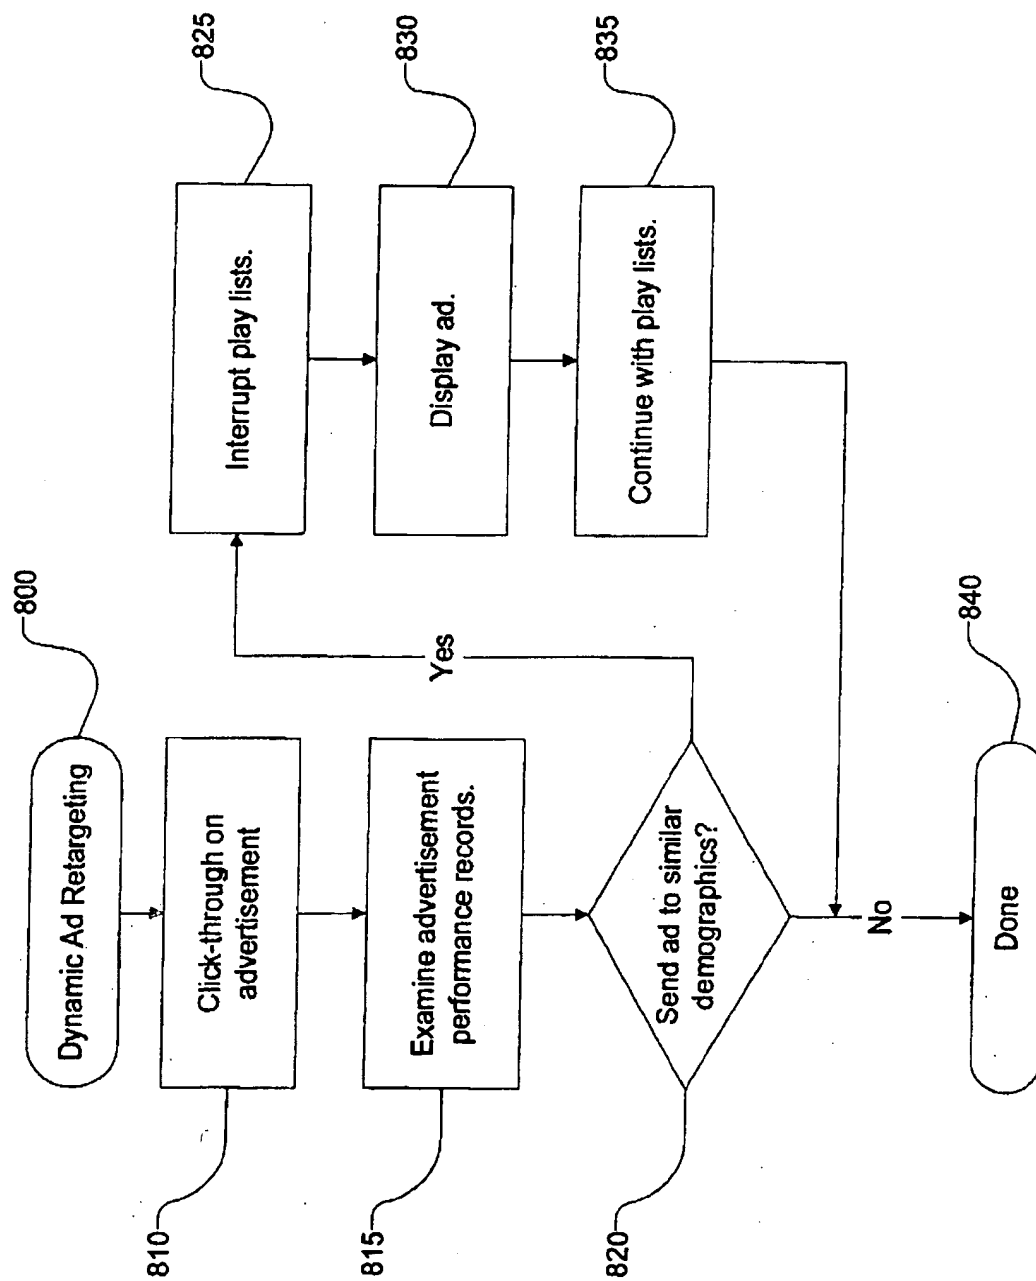 Dynamic Ad Retargeting
800
Click-through on
advertisement
810
Examine advertisement
performance records.
815
Send ad to similar
demographics?
820
Yes
Interrupt play lists.
825
Display ad.
830
Continue with play lists.
835
No
Done
840